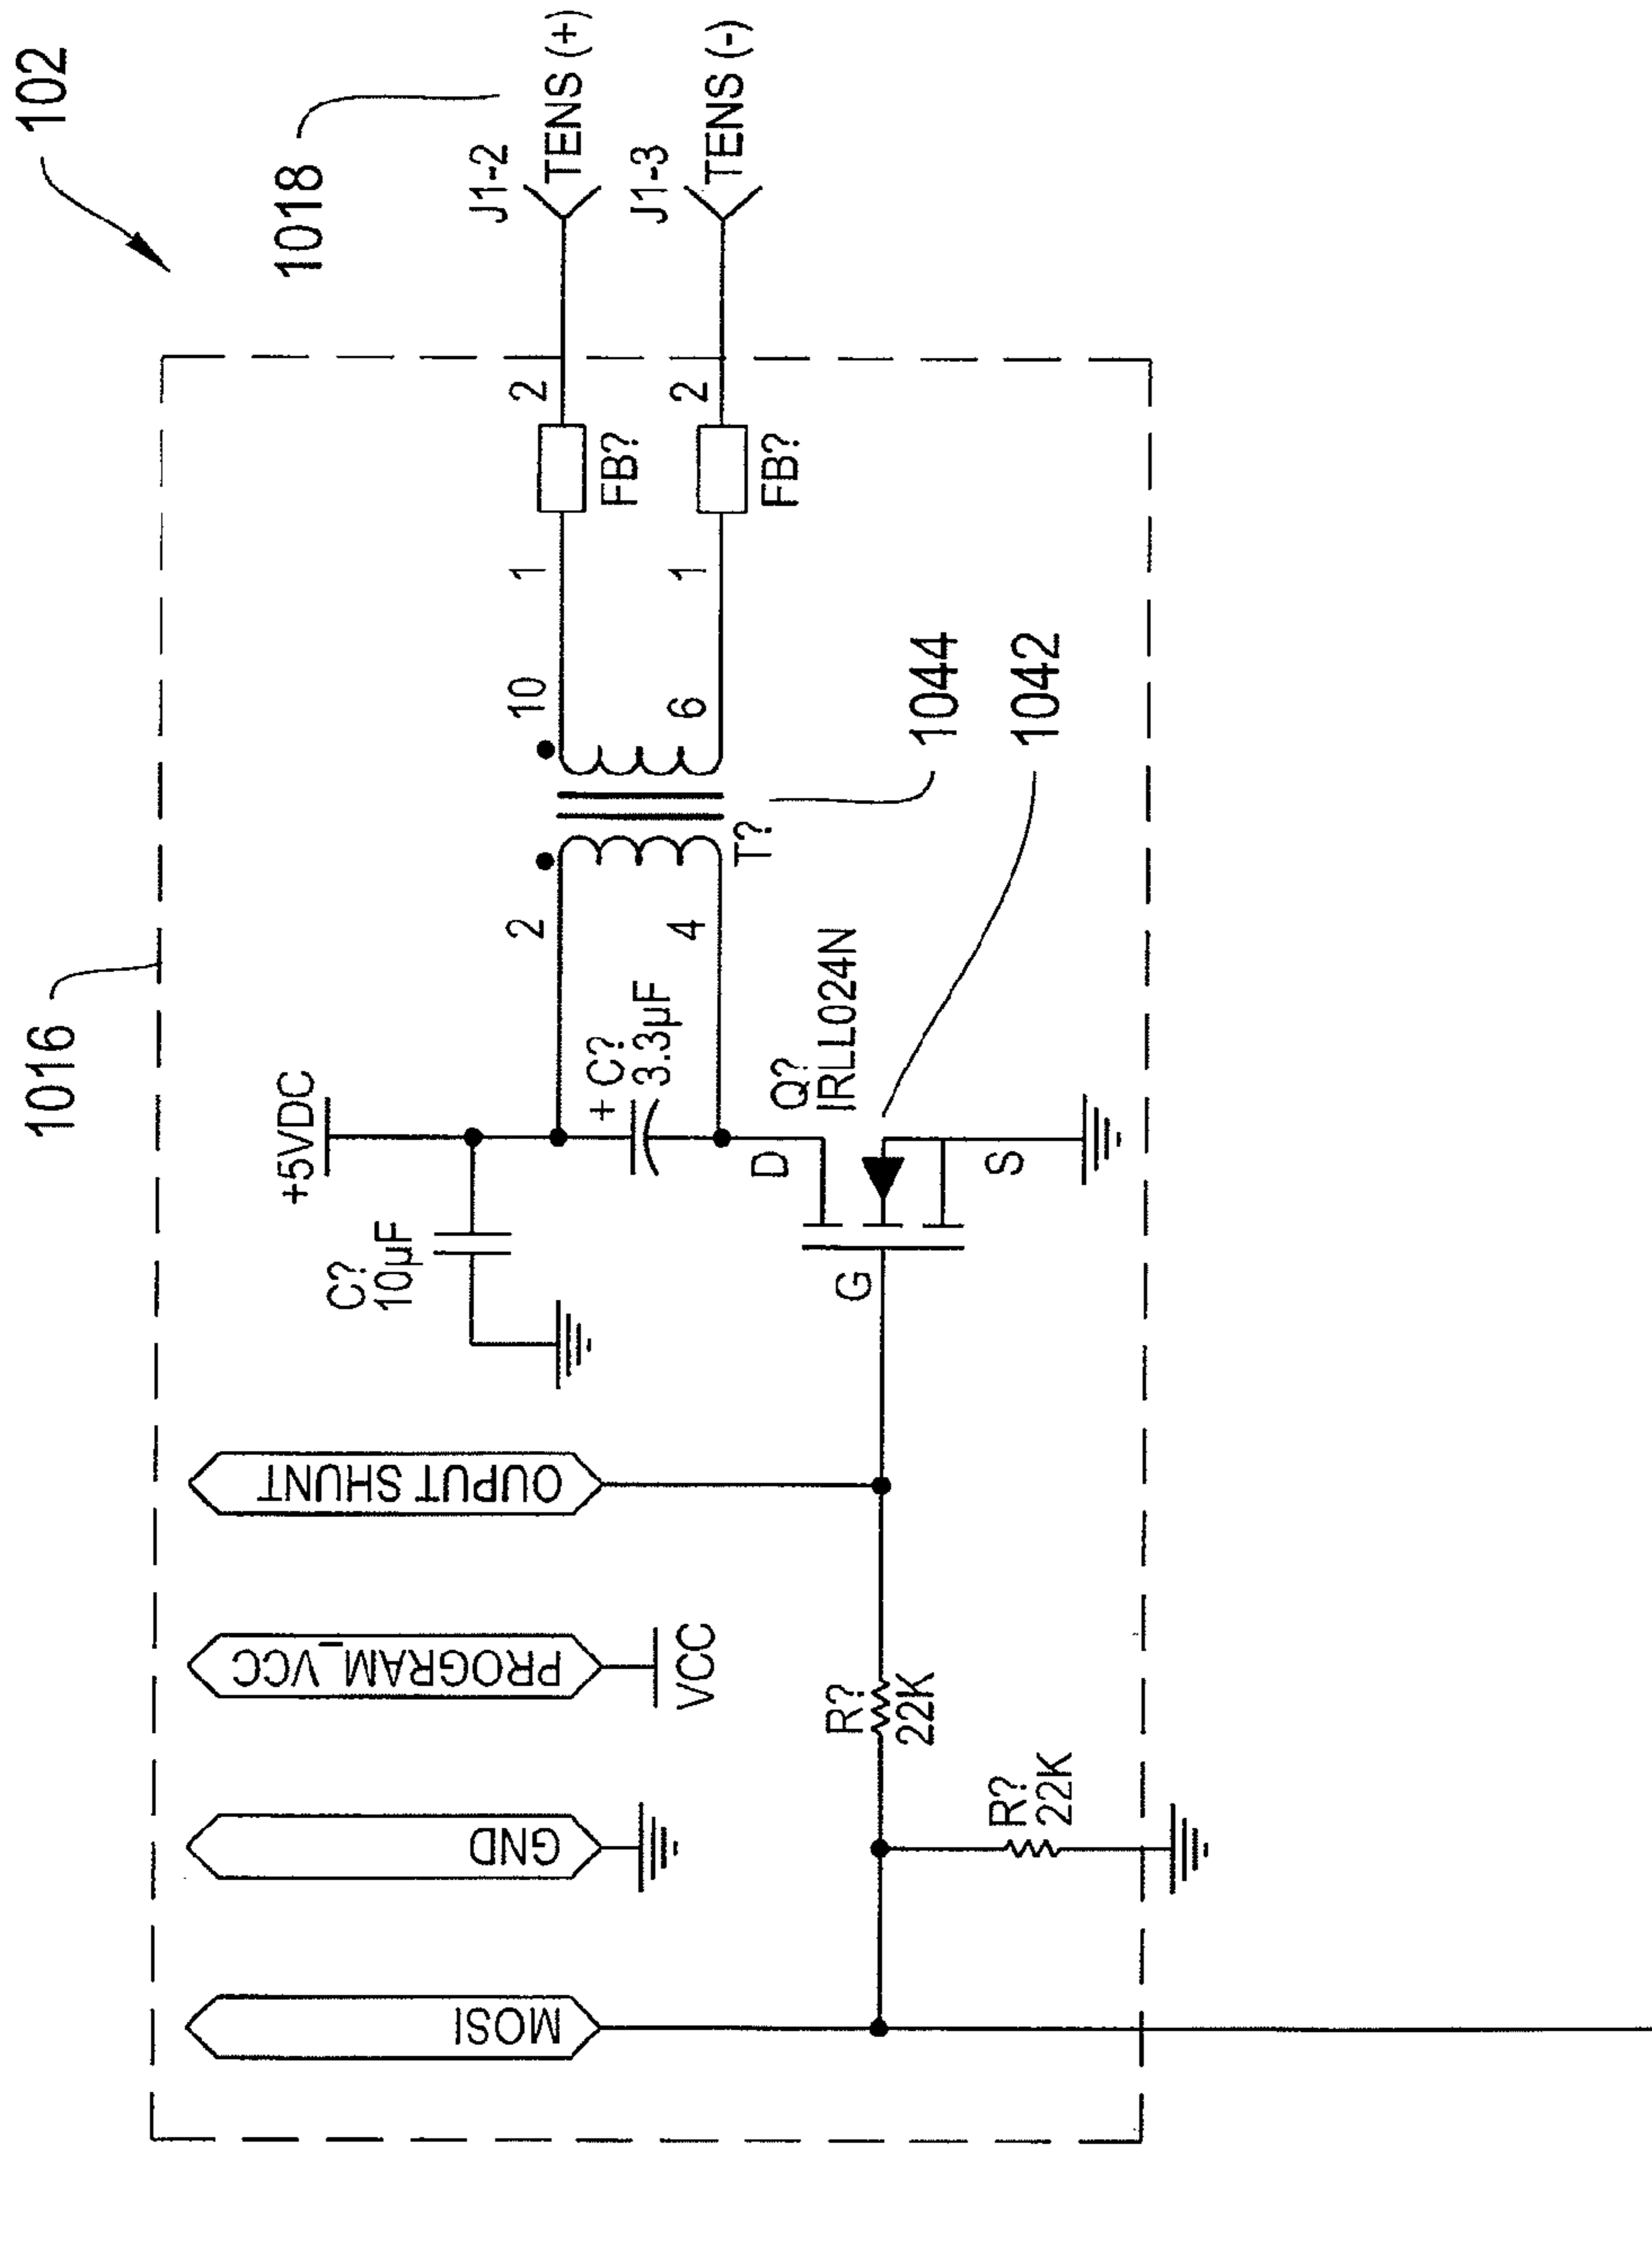 102
1018
J1-2
TENS (+)
J1-3
TENS (-)
1016
+5VDC
C?
10µF
+ C?
3.3µF
2
4
T?
10
6
1
1
FB?
FB?
2
2
1044
1042
Q?
IRLL024N
D
G
S
MOSI
GND
PROGRAM_VCC
VCC
OUPUT SHUNT
R?
22K
R?
22K